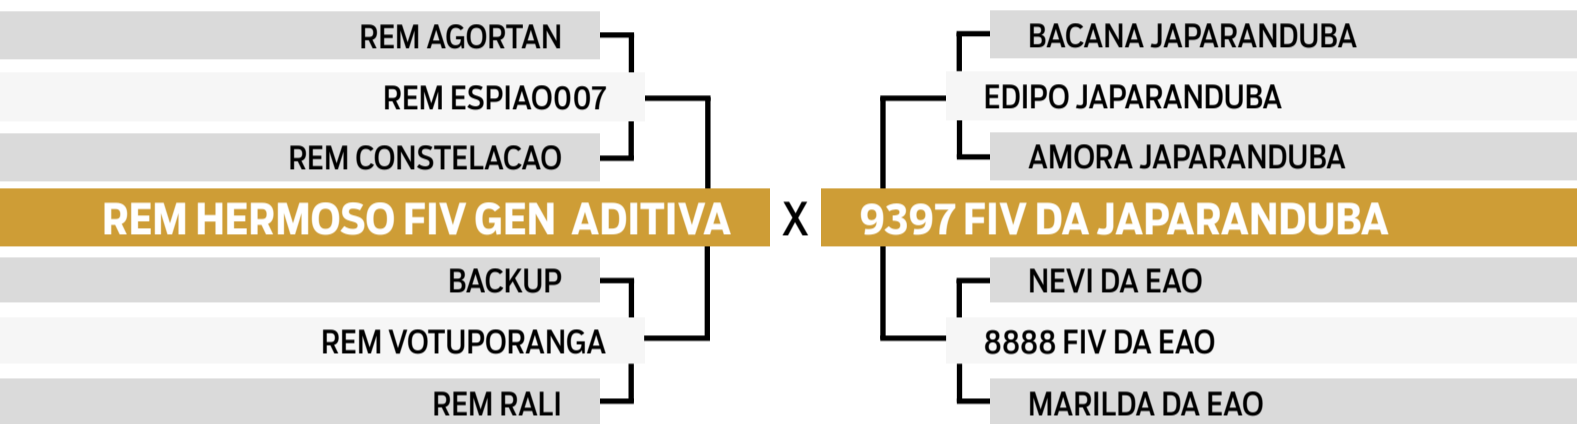 REM AGORTAN
REM ESPIAO007
REM CONSTELACAO
REM HERMOSO FIV GEN ADITIVA
BACKUP
REM VOTUPORANGA
REM RALI
X
BACANA JAPARANDUBA
EDIPO JAPARANDUBA
AMORA JAPARANDUBA
9397 FIV DA JAPARANDUBA
NEVI DA EAO
8888 FIV DA EAO
MARILDA DA EAO